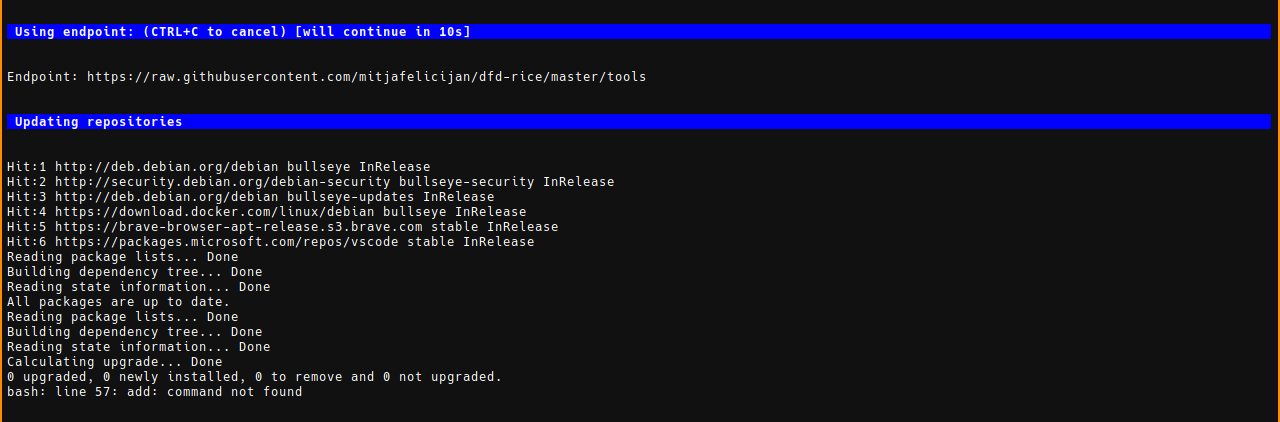 Using endpoint: (CTRL+C to cancel) [will continue in 10s]
Endpoint: https://raw.githubusercontent.com/mitjafelicijan/dfd-rice/master/tools
Updating repositories
Hit:1 http://deb.debian.org/debian bullseye InRelease
Hit:2 http://security.debian.org/debian-security bullseye-security InRelease
Hit:3 http://deb.debian.org/debian bullseye-updates InRelease
Hit:4 https://download.docker.com/linux/debian bullseye InRelease
Hit:5 https://brave-browser-apt-release.s3.brave.com stable InRelease
Hit:6 https://packages.microsoft.com/repos/vscode stable InRelease
Reading package lists... Done
Building dependency tree... Done
Reading state information... Done
All packages are up to date.
Reading package lists... Done
Building dependency tree... Done
Reading state information... Done
Calculating upgrade... Done
0 upgraded, 0 newly installed, 0 to remove and 0 not upgraded.
bash: line 57: add: command not found